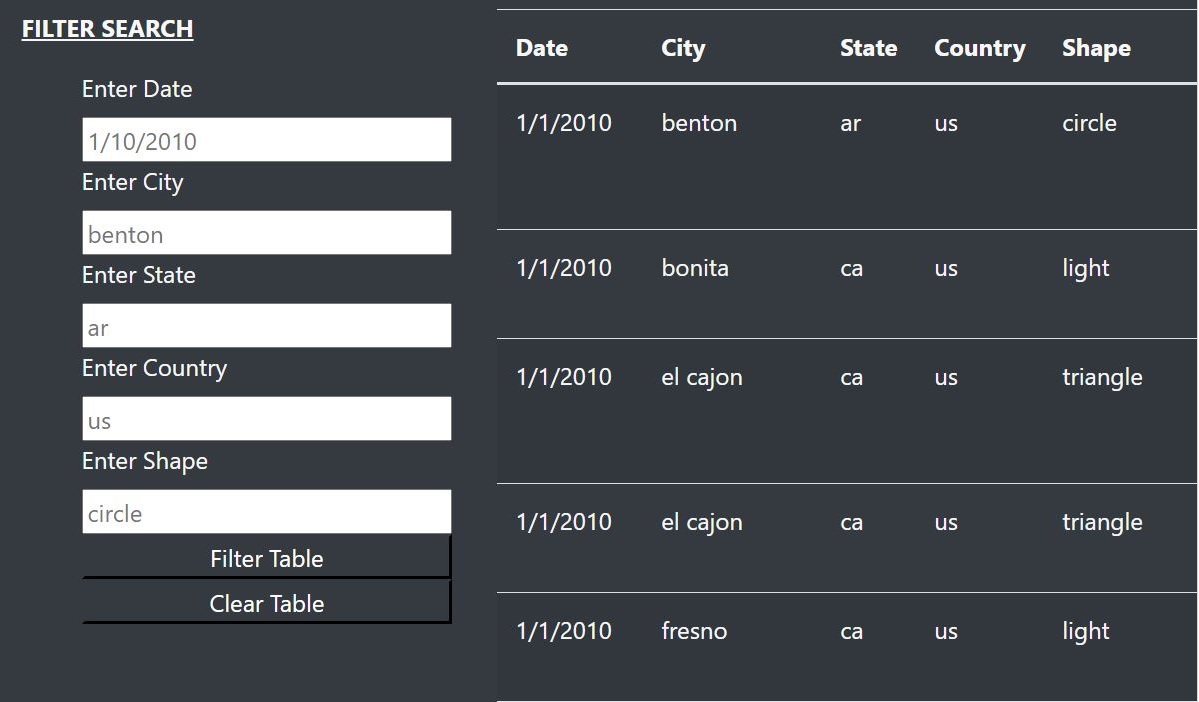 FILTER SEARCH
Enter Date
1/10/2010
Enter City
benton
Enter State
ar
Enter Country
us
Enter Shape
circle
Filter Table
Clear Table
Date City State Country Shape
1/1/2010 benton ar us circle
1/1/2010 bonita ca us light
1/1/2010 el cajon ca us triangle
1/1/2010 el cajon ca us triangle
1/1/2010 fresno ca us light